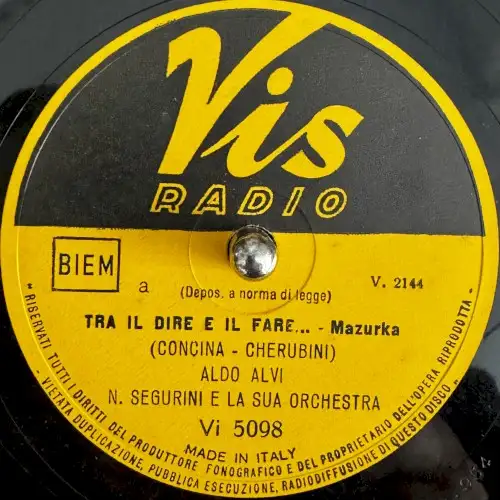 Vis
RADIO
BIEM
a
(Depos. a norma di legge)
V. 2144
TRA IL DIRE E IL FARE... - Mazurka
(CONCINA - CHERUBINI)
ALDO ALVI
N. SEGURINI E LA SUA ORCHESTRA
Vi 5098
MADE IN ITALY
- RISERVATI TUTTI I DIRITTI DEL PRODUTTORE FONOGRAFICO E DEL PROPRIETARIO DELL'OPERA RIPRODOTTA -
- VIETATA DUPLICAZIONE, PUBBLICA ESECUZIONE, RADIODIFFUSIONE DI QUESTO DISCO -